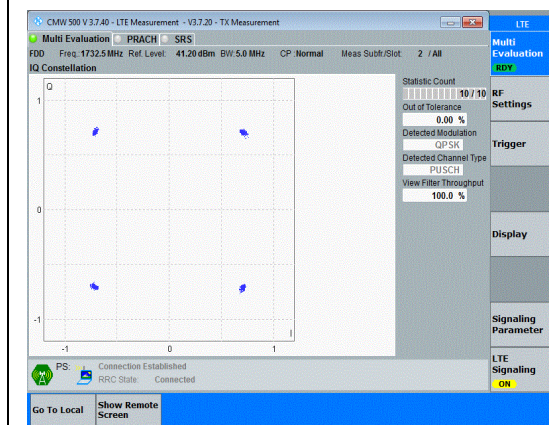 CMW 500 V 3.7.40 - LTE Measurement - V3.7.20 - TX Measurement
LTE
Multi Evaluation PRACH SRS
Multi
Evaluation
RDY
FDD Freq.:1732.5 MHz Ref. Level: 41.20 dBm BW:5.0 MHz CP :Normal Meas Subfr./Slot: 2 / All
IQ Constellation
Q
1
0
-1
I
-1 0 1
Statistic Count
10 / 10
Out of Tolerance
0.00 %
Detected Modulation
QPSK
Detected Channel Type
PUSCH
View Filter Throughput
100.0 %
RF
Settings
Trigger
Display
Signaling
Parameter
LTE
Signaling
ON
PS: Connection Established
RRC State: Connected
Go To Local
Show Remote
Screen